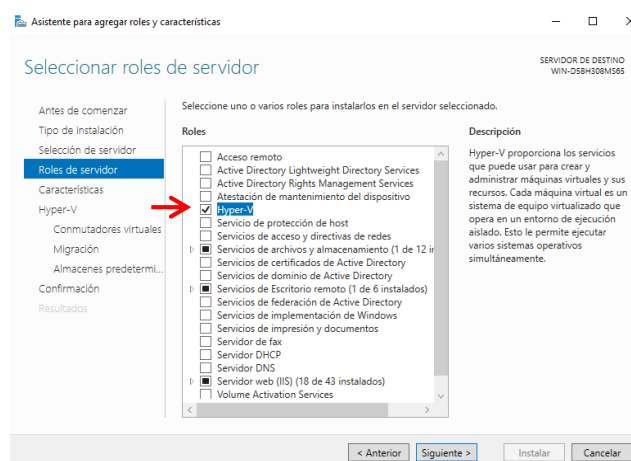 Asistente para agregar roles y características
Seleccionar roles de servidor
SERVIDOR DE DESTINO
WIN-D5BH308MS65
Antes de comenzar
Tipo de instalación
Selección de servidor
Roles de servidor
Características
Hyper-V
Conmutadores virtuales
Migración
Almacenes predetermi...
Confirmación
Resultados
Seleccione uno o varios roles para instalarlos en el servidor seleccionado.
Roles
Acceso remoto
Active Directory Lightweight Directory Services
Active Directory Rights Management Services
Atestación de mantenimiento del dispositivo
Hyper-V
Servicio de protección de host
Servicios de acceso y directivas de redes
Servicios de archivos y almacenamiento (1 de 12 in
Servicios de certificados de Active Directory
Servicios de dominio de Active Directory
Servicios de Escritorio remoto (1 de 6 instalados)
Servicios de federación de Active Directory
Servicios de implementación de Windows
Servicios de impresión y documentos
Servidor de fax
Servidor DHCP
Servidor DNS
Servidor web (IIS) (18 de 43 instalados)
Volume Activation Services
Descripción
Hyper-V proporciona los servicios
que puede usar para crear y
administrar máquinas virtuales y sus
recursos. Cada máquina virtual es un
sistema de equipo virtualizado que
opera en un entorno de ejecución
aislado. Esto le permite ejecutar
varios sistemas operativos
simultáneamente.
< Anterior
Siguiente >
Instalar
Cancelar